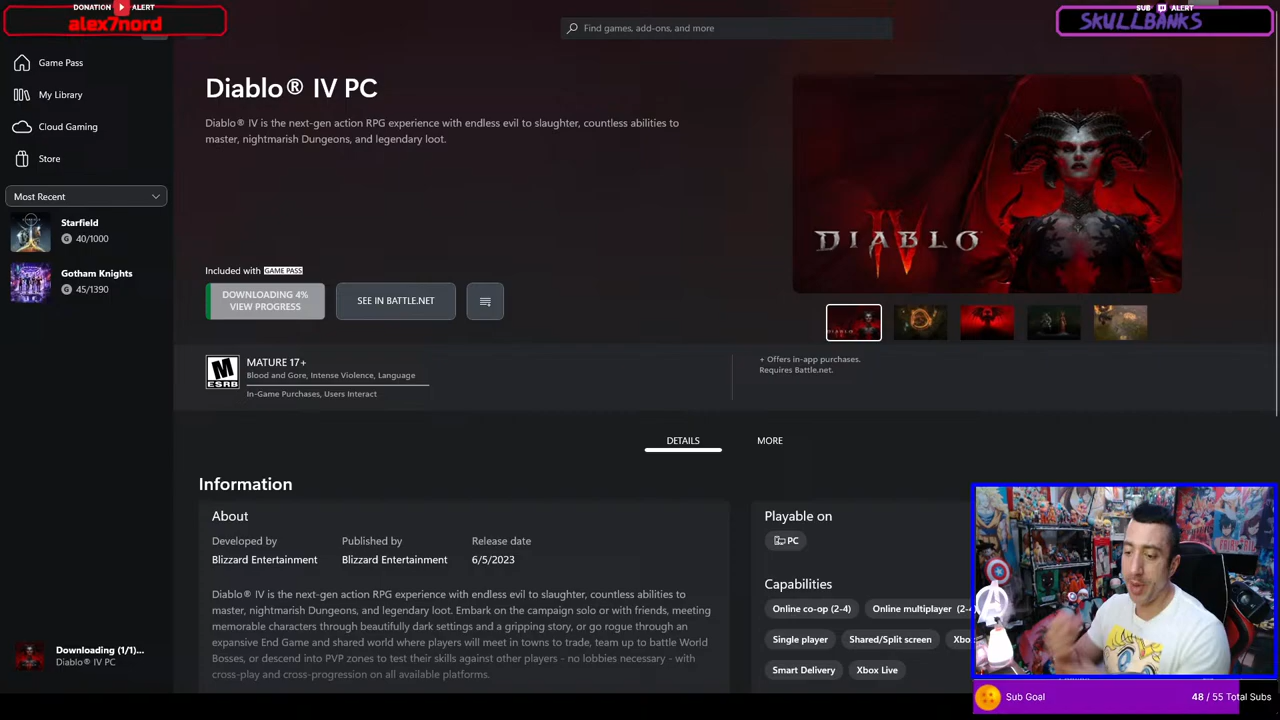 DONATION ALERT
alex7nord
SUB ALERT
SKULLBANKS
Find games, add-ons, and more
Game Pass
My Library
Cloud Gaming
Store
Most Recent
Starfield
G 40/1000
Gotham Knights
G 45/1390
Diablo® IV PC
Diablo® IV is the next-gen action RPG experience with endless evil to slaughter, countless abilities to
master, nightmarish Dungeons, and legendary loot.
DIABLO IV
Included with GAME PASS
DOWNLOADING 4%
VIEW PROGRESS
SEE IN BATTLE.NET
M
ESRB
MATURE 17+
Blood and Gore, Intense Violence, Language
In-Game Purchases, Users Interact
+ Offers in-app purchases.
Requires Battle.net.
DETAILS
MORE
Information
About
Developed by
Blizzard Entertainment
Published by
Blizzard Entertainment
Release date
6/5/2023
Diablo® IV is the next-gen action RPG experience with endless evil to slaughter, countless abilities to
master, nightmarish Dungeons, and legendary loot. Embark on the campaign solo or with friends, meeting
memorable characters through beautifully dark settings and a gripping story, or go rogue through an
expansive End Game and shared world where players will meet in towns to trade, team up to battle World
Bosses, or descend into PVP zones to test their skills against other players - no lobbies necessary - with
cross-play and cross-progression on all available platforms.
Playable on
PC
Capabilities
Online co-op (2-4)
Online multiplayer (2-4
Single player
Shared/Split screen
Xbo
Smart Delivery
Xbox Live
Downloading (1/1)...
Diablo® IV PC
FAIRY TAIL
Sub Goal
48 / 55 Total Subs